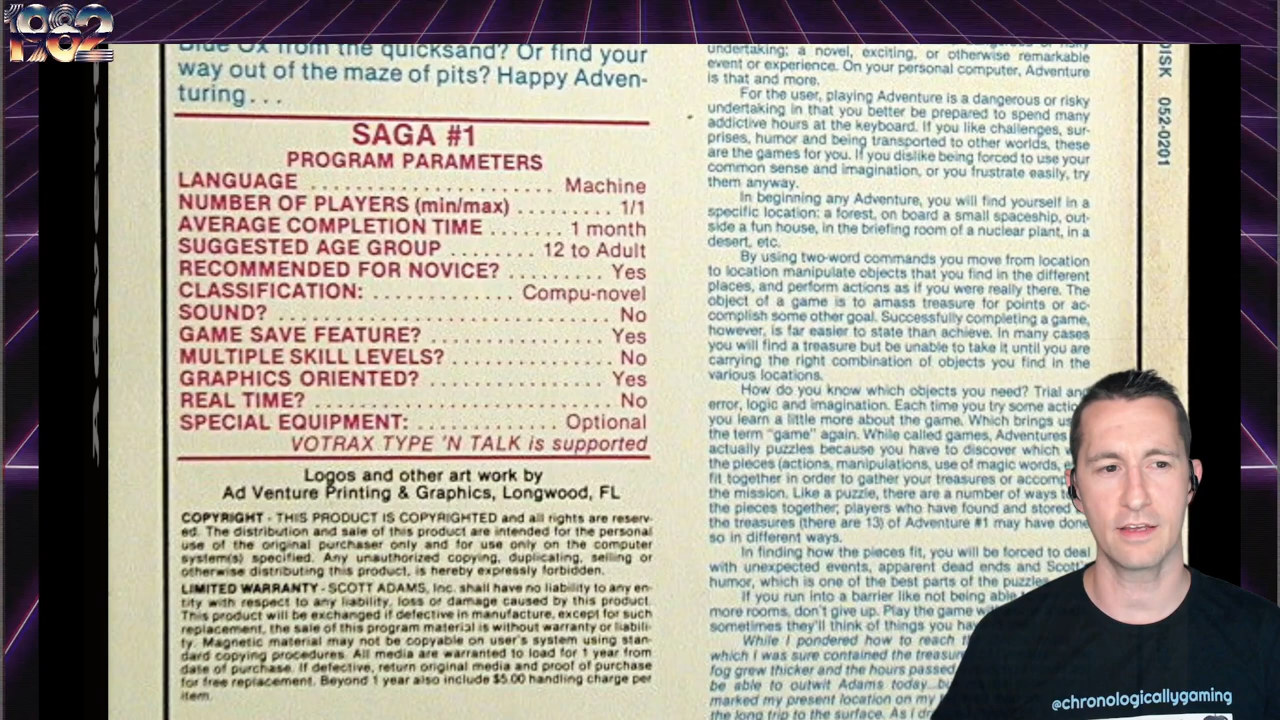 1982
Blue Ox from the quicksand? Or find your
way out of the maze of pits? Happy Adven-
turing...
SAGA #1
PROGRAM PARAMETERS
LANGUAGE ........................ Machine
NUMBER OF PLAYERS (min/max) ......... 1/1
AVERAGE COMPLETION TIME ....... 1 month
SUGGESTED AGE GROUP ....... 12 to Adult
RECOMMENDED FOR NOVICE? ......... Yes
CLASSIFICATION: ............. Compu-novel
SOUND? ................................ No
GAME SAVE FEATURE? ................. Yes
MULTIPLE SKILL LEVELS? ............... No
GRAPHICS ORIENTED? ................. Yes
REAL TIME? ............................ No
SPECIAL EQUIPMENT: ............. Optional
VOTRAX TYPE 'N TALK is supported
Logos and other art work by
Ad Venture Printing & Graphics, Longwood, FL
COPYRIGHT - THIS PRODUCT IS COPYRIGHTED and all rights are reserv-
ed. The distribution and sale of this product are intended for the personal
use of the original purchaser only and for use only on the computer
system(s) specified. Any unauthorized copying, duplicating, selling or
otherwise distributing this product, is hereby expressly forbidden.
LIMITED WARRANTY - SCOTT ADAMS, Inc. shall have no liability to any en-
tity with respect to any liability, loss or damage caused by this product.
This product will be exchanged if defective in manufacture, except for such
replacement, the sale of this program material is without warranty or liabili-
ty. Magnetic material may not be copyable on user's system using stan-
dard copying procedures. All media are warranted to load for 1 year from
date of purchase. If defective, return original media and proof of purchase
for free replacement. Beyond 1 year also include $5.00 handling charge per
item.
undertaking; a novel, exciting, or otherwise remarkable
event or experience. On your personal computer, Adventure
is that and more.
For the user, playing Adventure is a dangerous or risky
undertaking in that you better be prepared to spend many
addictive hours at the keyboard. If you like challenges, sur-
prises, humor and being transported to other worlds, these
are the games for you. If you dislike being forced to use your
common sense and imagination, or you frustrate easily, try
them anyway.
In beginning any Adventure, you will find yourself in a
specific location: a forest, on board a small spaceship, out-
side a fun house, in the briefing room of a nuclear plant, in a
desert, etc.
By using two-word commands you move from location
to location manipulate objects that you find in the different
places, and perform actions as if you were really there. The
object of a game is to amass treasure for points or ac-
complish some other goal. Successfully completing a game,
however, is far easier to state than achieve. In many cases
you will find a treasure but be unable to take it until you are
carrying the right combination of objects you find in the
various locations.
How do you know which objects you need? Trial and
error, logic and imagination. Each time you try some actio
you learn a little more about the game. Which brings us
the term "game" again. While called games, Adventures
actually puzzles because you have to discover which
the pieces (actions, manipulations, use of magic words,
fit together in order to gather your treasures or accomp
the mission. Like a puzzle, there are a number of ways
the pieces together; players who have found and stored
the treasures (there are 13) of Adventure #1 may have done
so in different ways.
In finding how the pieces fit, you will be forced to deal
with unexpected events, apparent dead ends and Scott's
humor, which is one of the best parts of the puzzles.
If you run into a barrier like not being able
more rooms, don't give up. Play the game
sometimes they'll think of things you
While I pondered how to reach
which I was sure contained the treasure
fog grew thicker and the hours passed
be able to outwit Adams today
marked my present location on my
the long trip to the surface. As I
DISK 052-0201
@chronologicallygaming